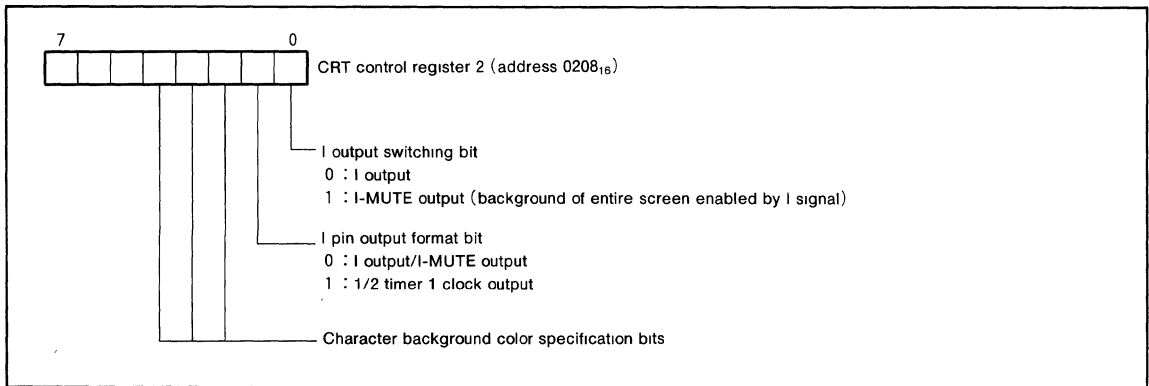 7 0
CRT control register 2 (address 0208₁₆)
I output switching bit
0 : I output
1 : I-MUTE output (background of entire screen enabled by I signal)
I pin output format bit
0 : I output/I-MUTE output
1 : 1/2 timer 1 clock output
Character background color specification bits